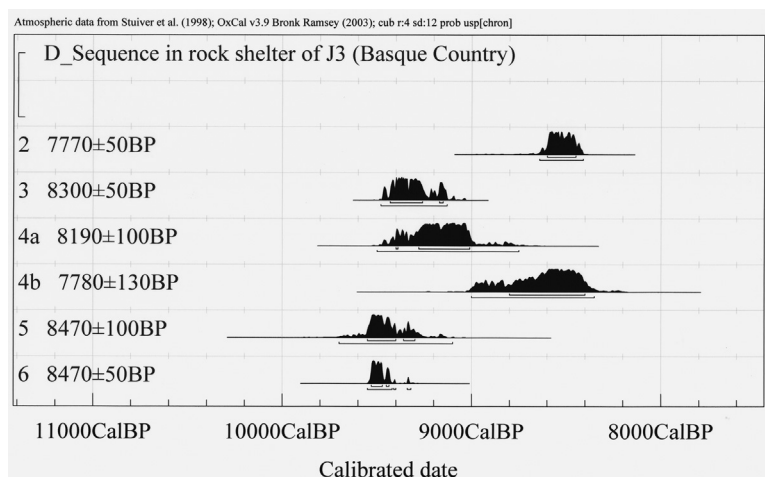 Atmospheric data from Stuiver et al. (1998); OxCal v3.9 Bronk Ramsey (2003); cub r:4 sd:12 prob usp[chron]
D_Sequence in rock shelter of J3 (Basque Country)
2 7770±50BP
3 8300±50BP
4a 8190±100BP
4b 7780±130BP
5 8470±100BP
6 8470±50BP
11000CalBP 10000CalBP 9000CalBP 8000CalBP
Calibrated date